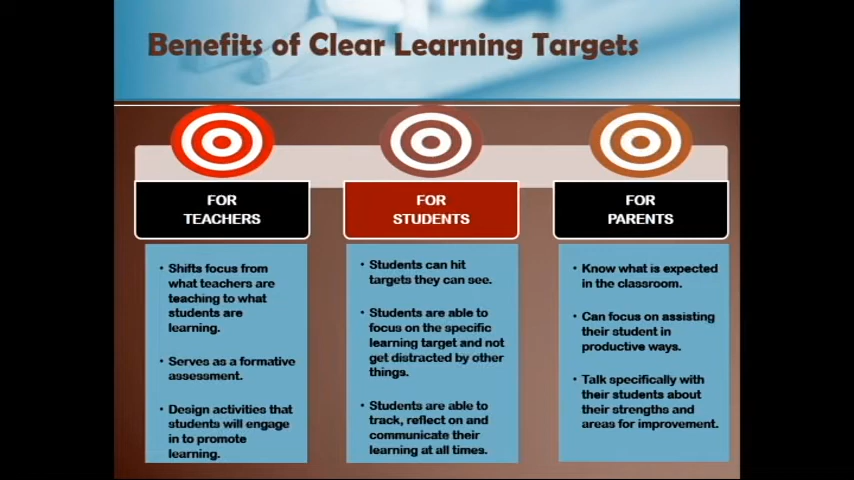 Benefits of Clear Learning Targets
FOR
TEACHERS
• Shifts focus from
what teachers are
teaching to what
students are
learning.
• Serves as a formative
assessment.
• Design activities that
students will engage
in to promote
learning.
FOR
STUDENTS
• Students can hit
targets they can see.
• Students are able to
focus on the specific
learning target and not
get distracted by other
things.
• Students are able to
track, reflect on and
communicate their
learning at all times.
FOR
PARENTS
• Know what is expected
in the classroom.
• Can focus on assisting
their student in
productive ways.
• Talk specifically with
their students about
their strengths and
areas for improvement.